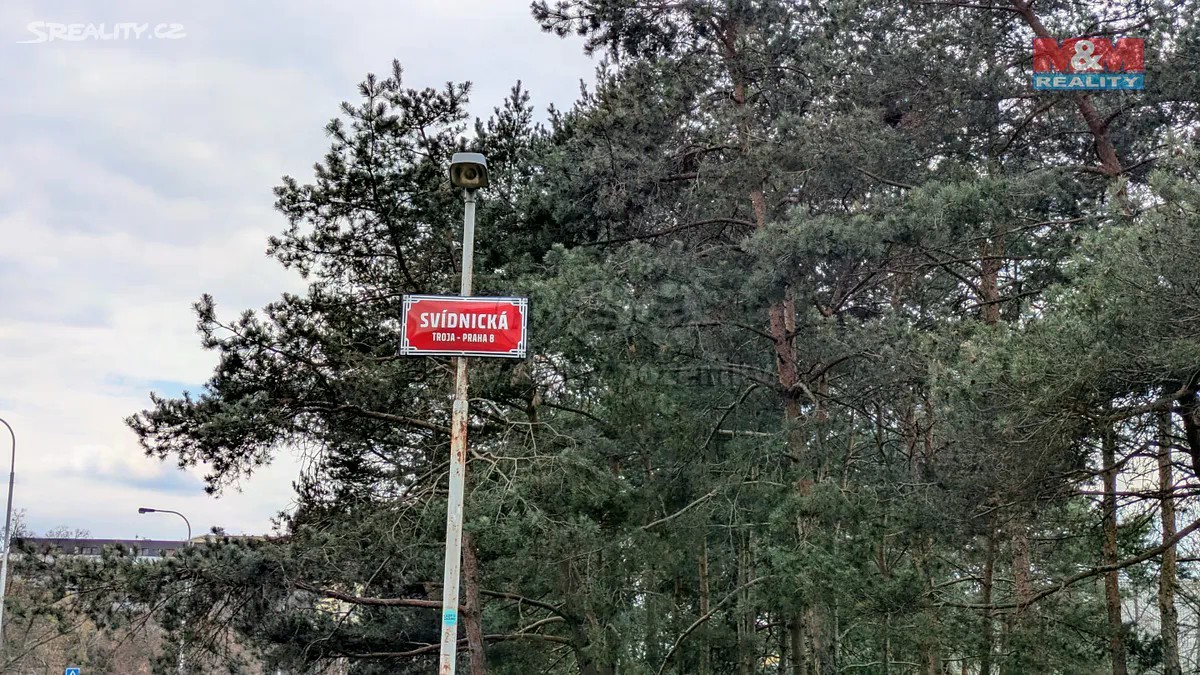 SREALITY.CZ
M&M
REALITY
SVÍDNICKÁ
TROJA - PRAHA 8